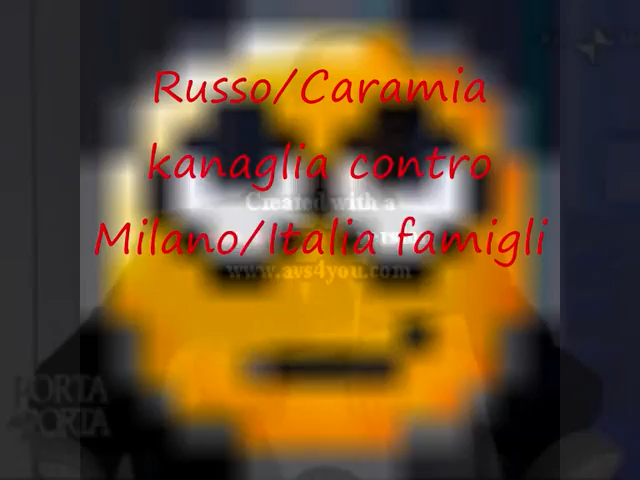 Russo/Caramia
kanaglia contro
Created with a
Milano/Italia famigli
www.avs4you.com
PORTA
PORTA